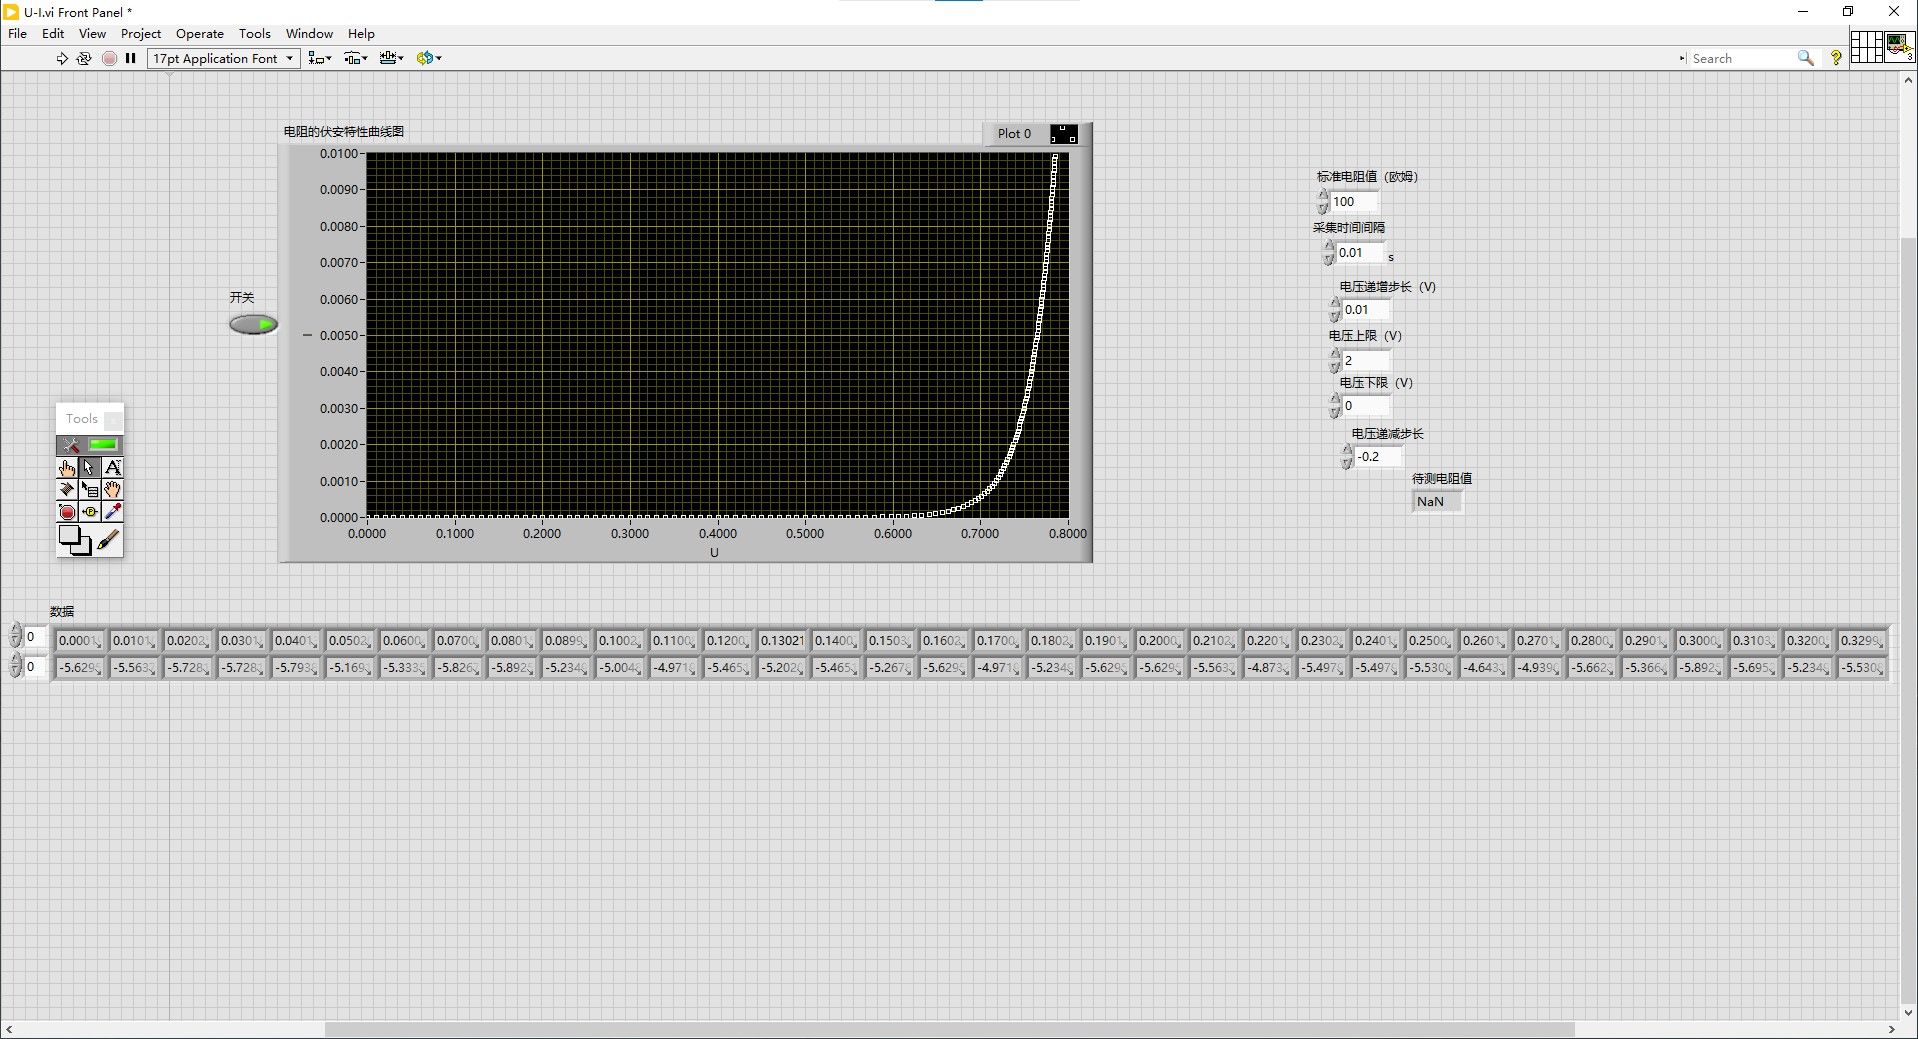 U-I.vi Front Panel *
File Edit View Project Operate Tools Window Help
17pt Application Font
Search
3
电阻的伏安特性曲线图
Plot 0
0.0100
0.0090
0.0080
0.0070
0.0060
0.0050
0.0040
0.0030
0.0020
0.0010
0.0000
I
0.0000 0.1000 0.2000 0.3000 0.4000 0.5000 0.6000 0.7000 0.8000
U
开关
标准电阻值（欧姆）
100
采集时间间隔
0.01 s
电压递增步长（V）
0.01
电压上限（V）
2
电压下限（V）
0
电压递减步长
-0.2
待测电阻值
NaN
Tools
数据
0 0.0001 0.0101 0.0202 0.0301 0.0401 0.0502 0.0600 0.0700 0.0801 0.0899 0.1002 0.1100 0.1200 0.13021 0.1400 0.1503 0.1602 0.1700 0.1802 0.1901 0.2000 0.2102 0.2201 0.2302 0.2401 0.2500 0.2601 0.2701 0.2800 0.2901 0.3000 0.3103 0.3200 0.3299
0 -5.629 -5.563 -5.728 -5.728 -5.793 -5.169 -5.333 -5.826 -5.892 -5.234 -5.004 -4.971 -5.465 -5.202 -5.465 -5.267 -5.629 -4.971 -5.234 -5.629 -5.629 -5.563 -4.873 -5.497 -5.497 -5.530 -4.643 -4.939 -5.662 -5.366 -5.892 -5.695 -5.234 -5.530